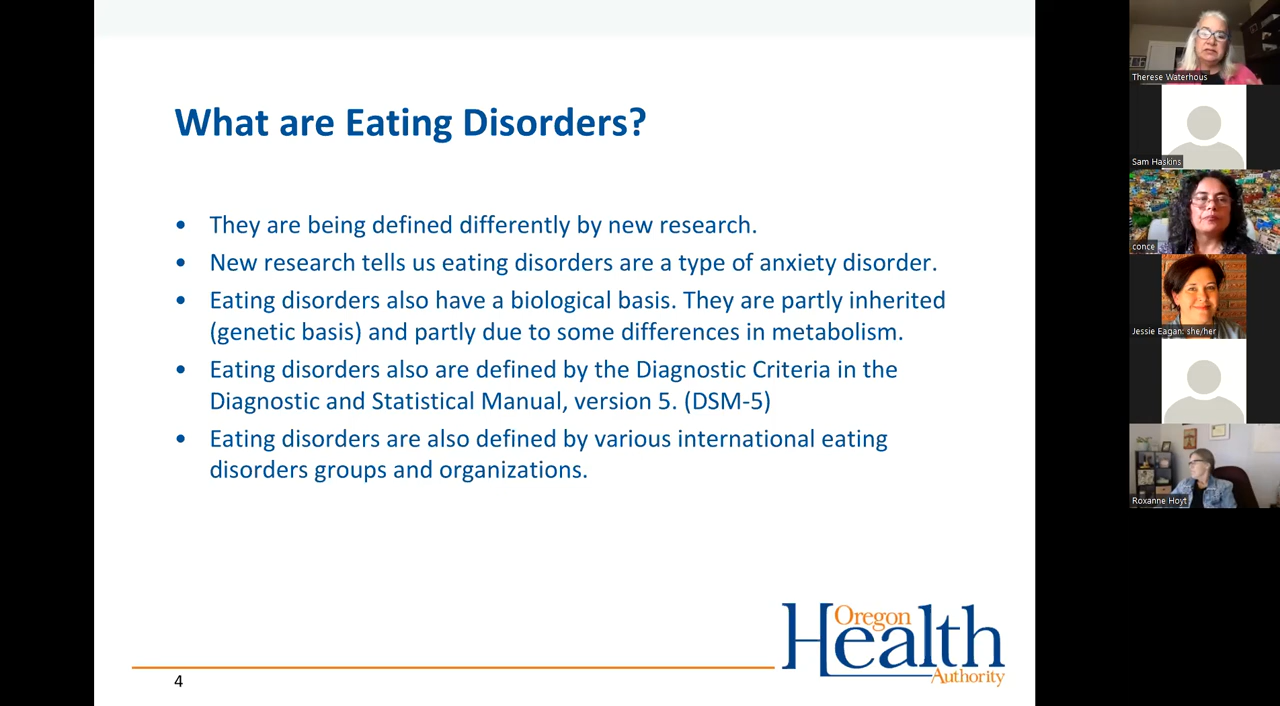 What are Eating Disorders?
• They are being defined differently by new research.
• New research tells us eating disorders are a type of anxiety disorder.
• Eating disorders also have a biological basis. They are partly inherited
(genetic basis) and partly due to some differences in metabolism.
• Eating disorders also are defined by the Diagnostic Criteria in the
Diagnostic and Statistical Manual, version 5. (DSM-5)
• Eating disorders are also defined by various international eating
disorders groups and organizations.
Oregon
Health
Authority
4
Therese Waterhous
Sam Haskins
conce
Jessie Eagan: she/her
Roxanne Hoyt